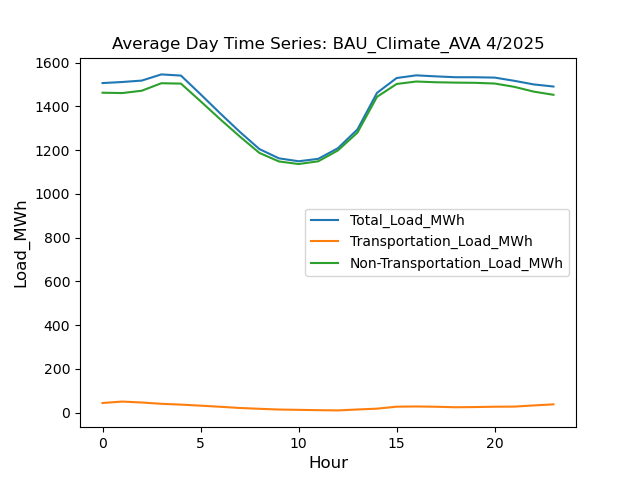 Average Day Time Series: BAU_Climate_AVA 4/2025
1600
1400
1200
1000
800
600
400
200
0
Load_MWh
Total_Load_MWh
Transportation_Load_MWh
Non-Transportation_Load_MWh
0 5 10 15 20
Hour